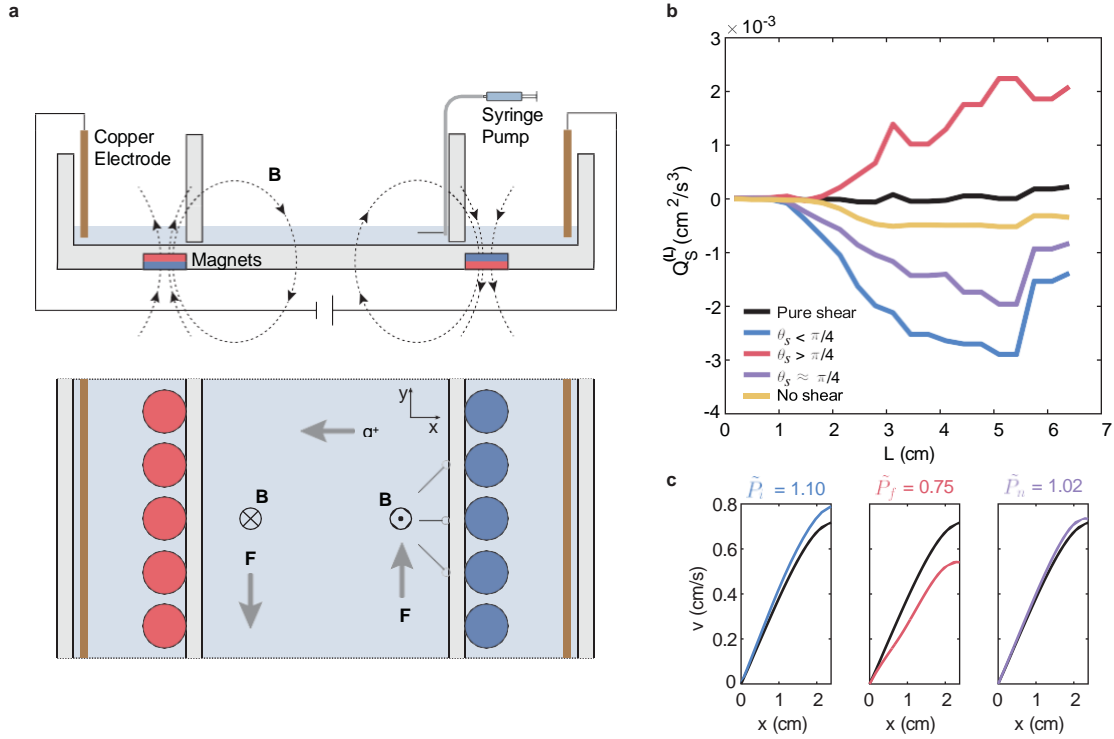 a
Copper
Electrode
Syringe
Pump
B
Magnets
y
x
α⁺
B
F
B
F
b
× 10⁻³
3
2
1
0
-1
-2
-3
-4
Q_S^(L) (cm²/s³)
Pure shear
θ_s < π/4
θ_s > π/4
θ_s ≈ π/4
No shear
0 1 2 3 4 5 6 7
L (cm)
c
P̃_i = 1.10
P̃_f = 0.75
P̃_n = 1.02
0.8
0.6
0.4
0.2
0
v (cm/s)
0 1 2
0 1 2
0 1 2
x (cm)
x (cm)
x (cm)